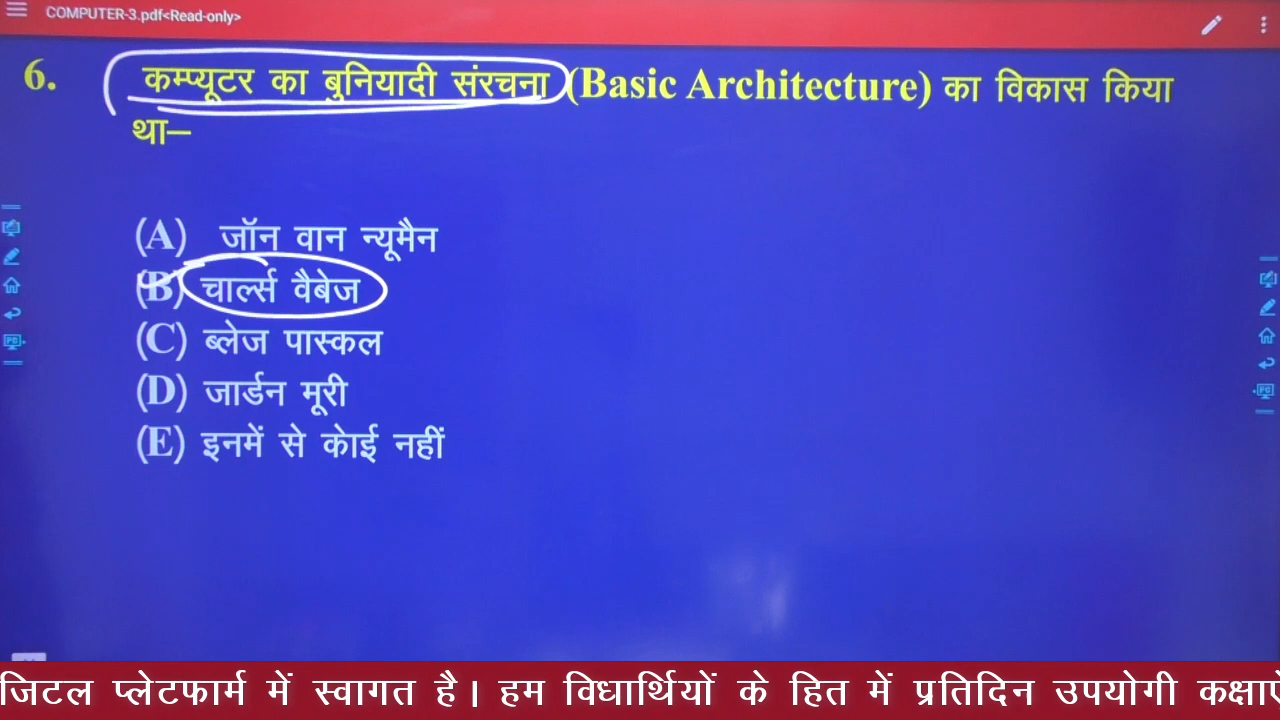 COMPUTER-3.pdf<Read-only>
6. कम्प्यूटर का बुनियादी संरचना (Basic Architecture) का विकास किया
था–
(A) जॉन वान न्यूमैन
(B) चार्ल्स वैबेज
(C) ब्लेज पास्कल
(D) जार्डन मूरी
(E) इनमें से केाई नहीं
जिटल प्लेटफार्म में स्वागत है। हम विधार्थियों के हित में प्रतिदिन उपयोगी